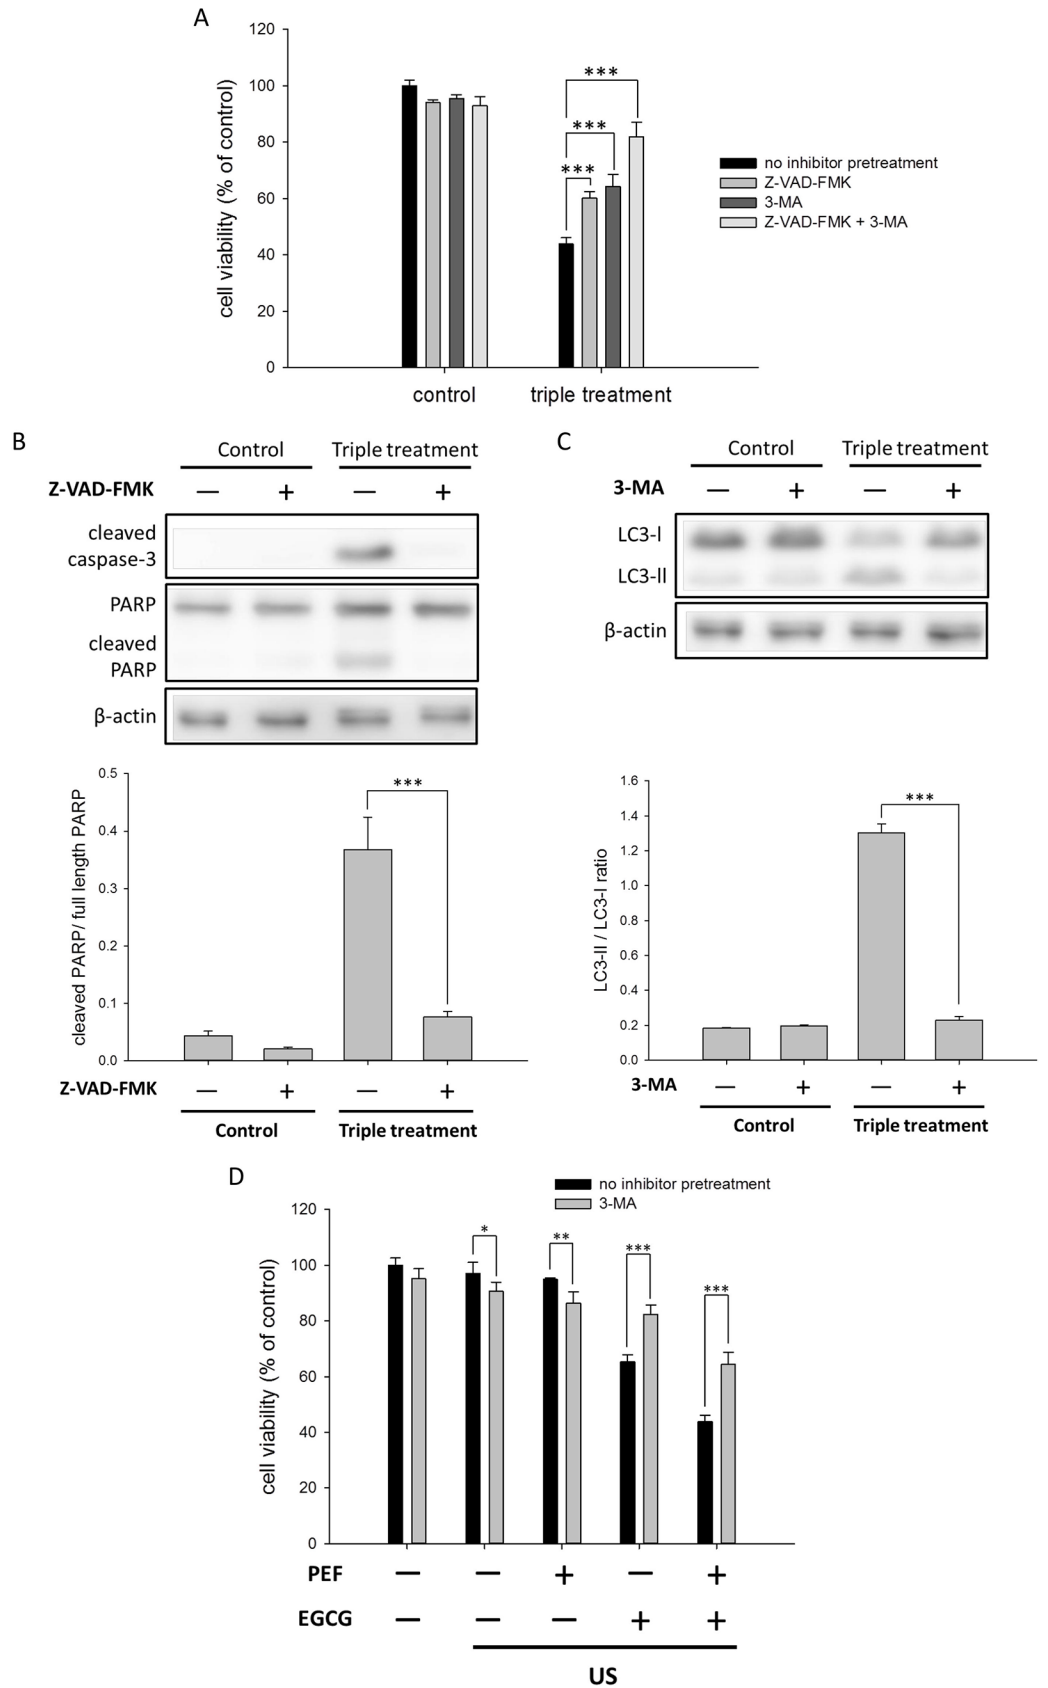 A
120
100
80
60
40
20
0
cell viability (% of control)
***
***
***
no inhibitor pretreatment
Z-VAD-FMK
3-MA
Z-VAD-FMK + 3-MA
control triple treatment
B
Control Triple treatment
Z-VAD-FMK — + — +
cleaved
caspase-3
PARP
cleaved
PARP
β-actin
0.5
0.4
0.3
0.2
0.1
0.0
cleaved PARP/ full length PARP
***
Z-VAD-FMK — + — +
Control Triple treatment
C
Control Triple treatment
3-MA — + — +
LC3-I
LC3-II
β-actin
1.6
1.4
1.2
1.0
0.8
0.6
0.4
0.2
0.0
LC3-II / LC3-I ratio
***
3-MA — + — +
Control Triple treatment
D
no inhibitor pretreatment
3-MA
120
100
80
60
40
20
0
cell viability (% of control)
*
**
***
***
PEF — — + — +
EGCG — — — + +
US